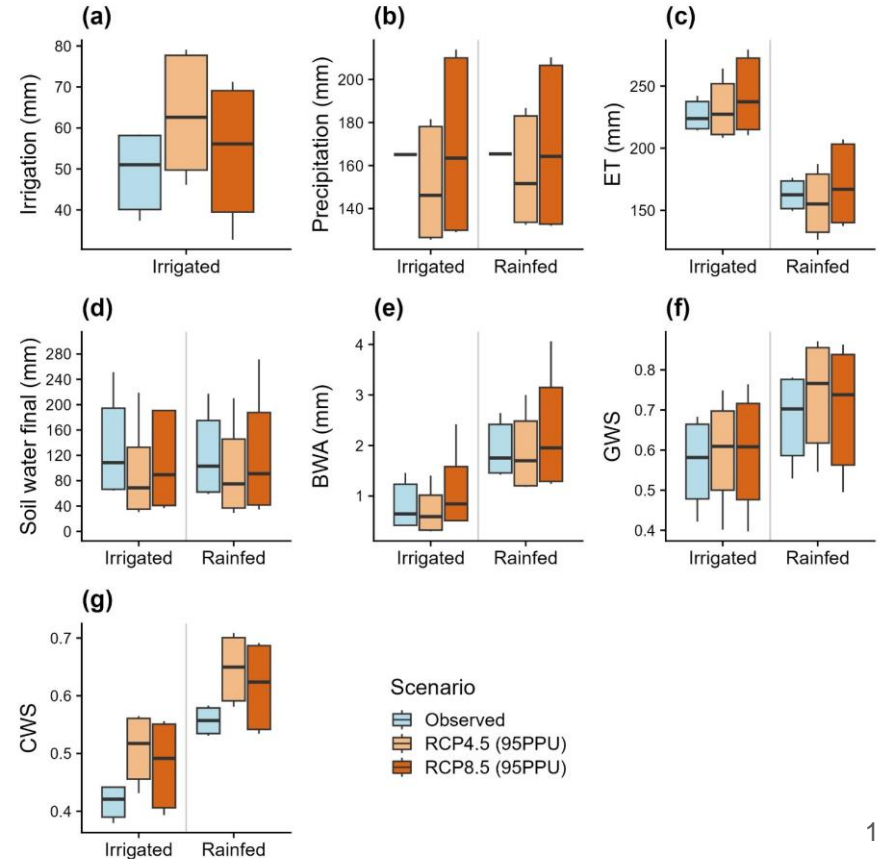 (a)
Irrigation (mm)
80
70
60
50
40
Irrigated
(b)
Precipitation (mm)
200
180
160
140
Irrigated
Rainfed
(c)
ET (mm)
250
200
150
Irrigated
Rainfed
(d)
Soil water final (mm)
280
240
200
160
120
80
40
0
Irrigated
Rainfed
(e)
BWA (mm)
4
3
2
1
Irrigated
Rainfed
(f)
GWS
0.8
0.7
0.6
0.5
0.4
Irrigated
Rainfed
(g)
CWS
0.7
0.6
0.5
0.4
Irrigated
Rainfed
Scenario
Observed
RCP4.5 (95PPU)
RCP8.5 (95PPU)
1